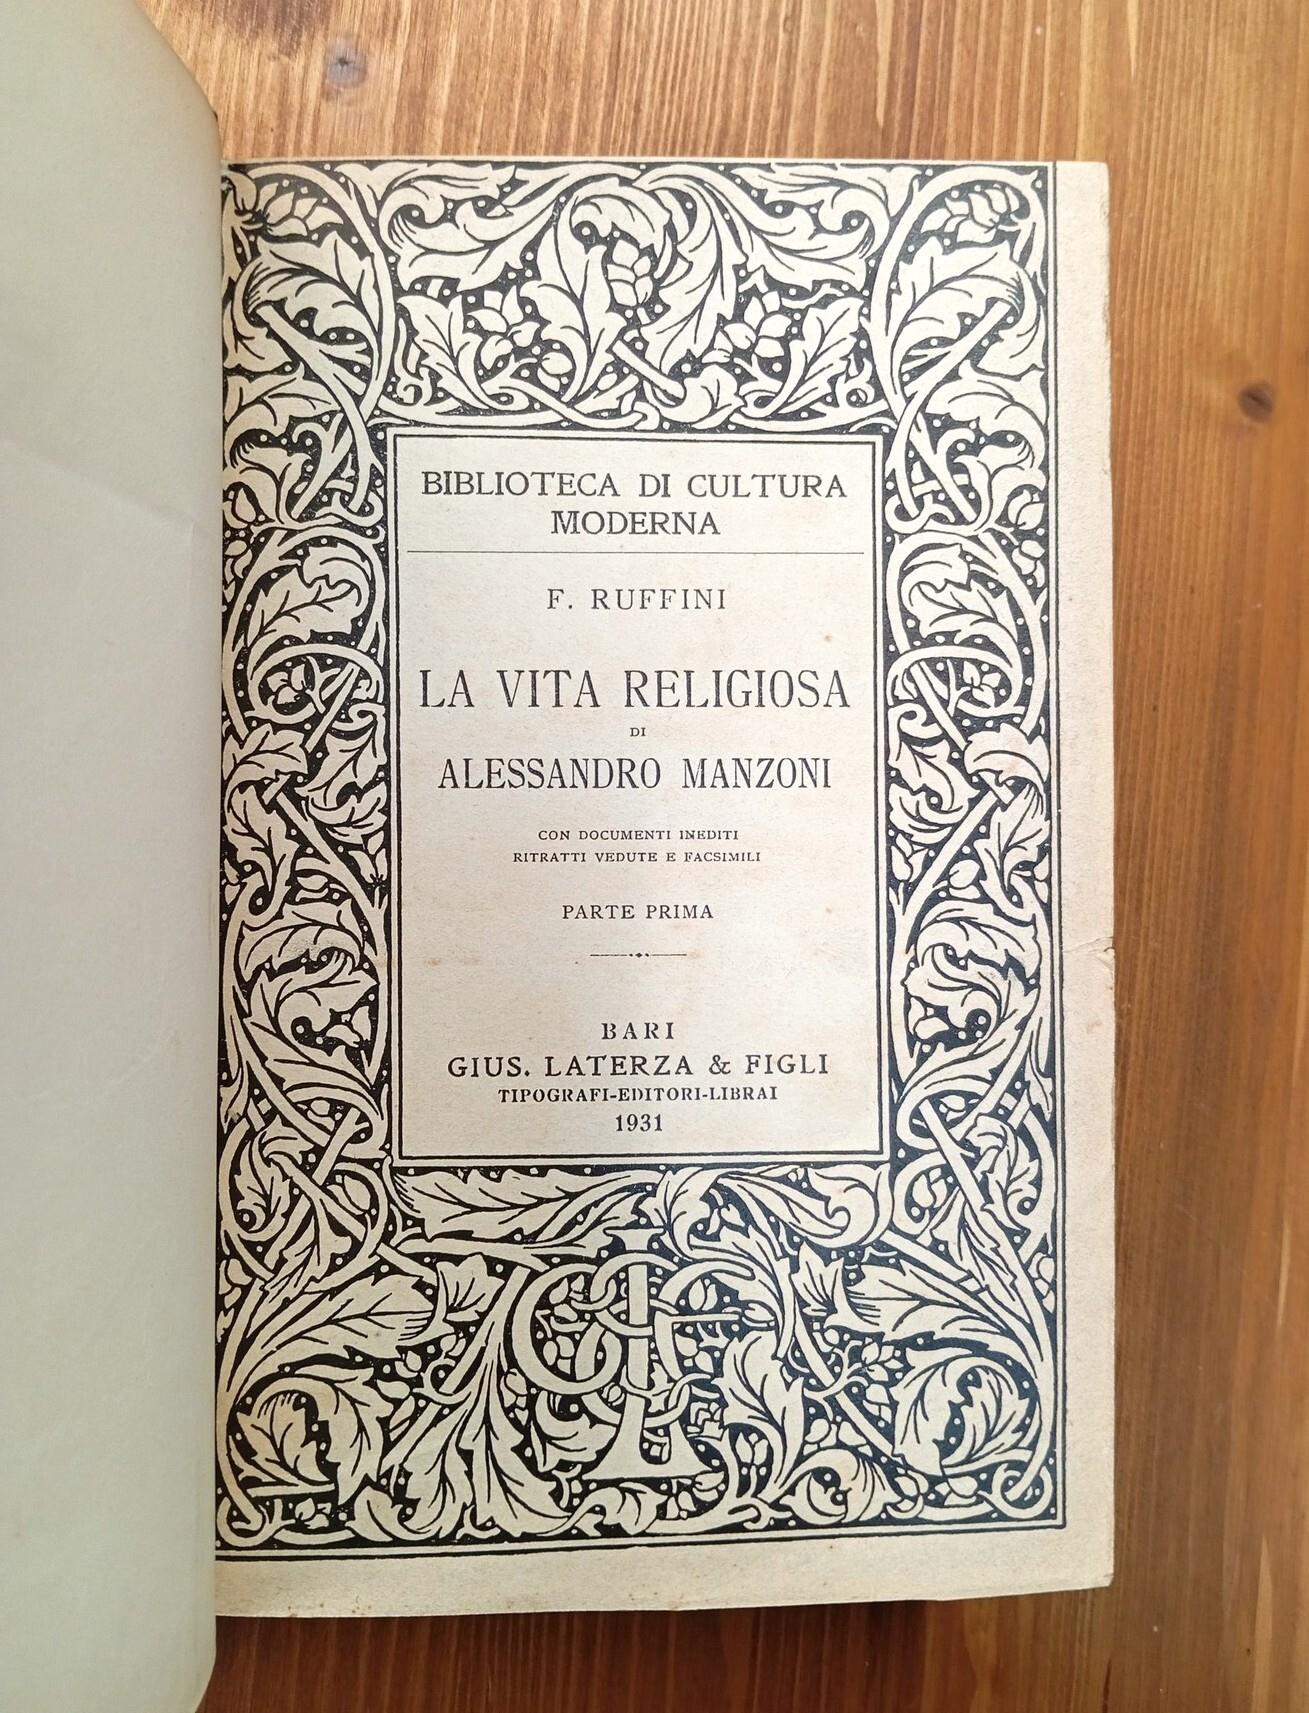 BIBLIOTECA DI CULTURA
MODERNA
F. RUFFINI
LA VITA RELIGIOSA
DI
ALESSANDRO MANZONI
CON DOCUMENTI INEDITI
RITRATTI VEDUTE E FACSIMILI
PARTE PRIMA
BARI
GIUS. LATERZA & FIGLI
TIPOGRAFI-EDITORI-LIBRAI
1931